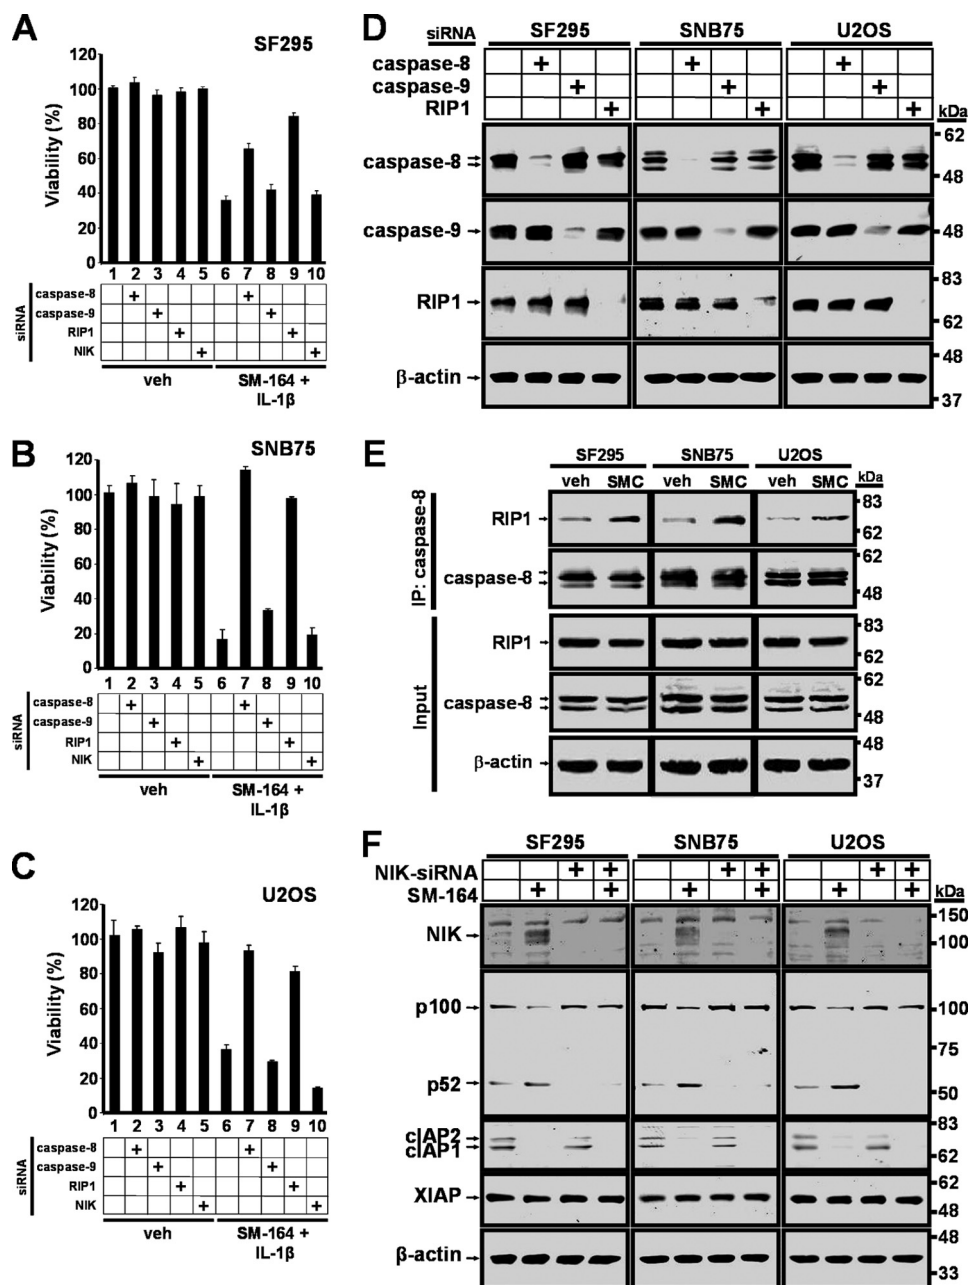 A
SF295
Viability (%)
120
100
80
60
40
20
0
1 2 3 4 5 6 7 8 9 10
siRNA
caspase-8 + +
caspase-9 + +
RIP1 + +
NIK + +
veh SM-164 +
IL-1β
B
SNB75
Viability (%)
120
100
80
60
40
20
0
1 2 3 4 5 6 7 8 9 10
siRNA
caspase-8 + +
caspase-9 + +
RIP1 + +
NIK + +
veh SM-164 +
IL-1β
C
U2OS
Viability (%)
120
100
80
60
40
20
0
1 2 3 4 5 6 7 8 9 10
siRNA
caspase-8 + +
caspase-9 + +
RIP1 + +
NIK + +
veh SM-164 +
IL-1β
D
siRNA SF295 SNB75 U2OS
caspase-8 + + +
caspase-9 + + +
RIP1 + + +
kDa
caspase-8
62
48
caspase-9
48
RIP1
83
62
β-actin
48
37
E
SF295 SNB75 U2OS
veh SMC veh SMC veh SMC kDa
IP: caspase-8
RIP1
83
62
caspase-8
62
48
Input
RIP1
83
62
caspase-8
62
48
β-actin
48
37
F
SF295 SNB75 U2OS
NIK-siRNA + + + + + +
SM-164 + + + + + +
kDa
NIK
150
100
p100
100
75
p52
50
cIAP2
cIAP1
83
62
XIAP
62
48
β-actin
48
33